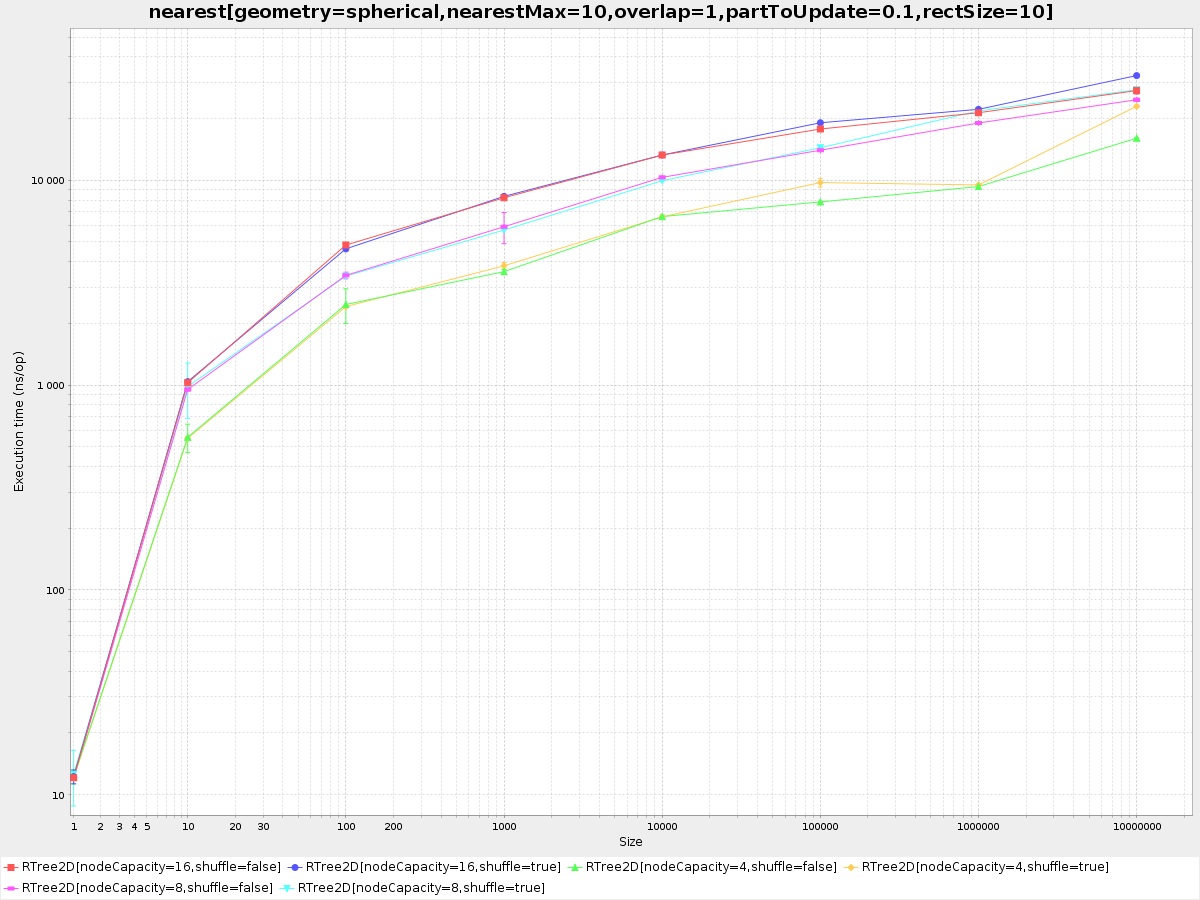 nearest[geometry=spherical,nearestMax=10,overlap=1,partToUpdate=0.1,rectSize=10]
Execution time (ns/op)
10 000
1 000
100
10
1 2 3 4 5 10 20 30 100 200 1000 10000 100000 1000000 10000000
Size
RTree2D[nodeCapacity=16,shuffle=false] RTree2D[nodeCapacity=16,shuffle=true] RTree2D[nodeCapacity=4,shuffle=false] RTree2D[nodeCapacity=4,shuffle=true]
RTree2D[nodeCapacity=8,shuffle=false] RTree2D[nodeCapacity=8,shuffle=true]